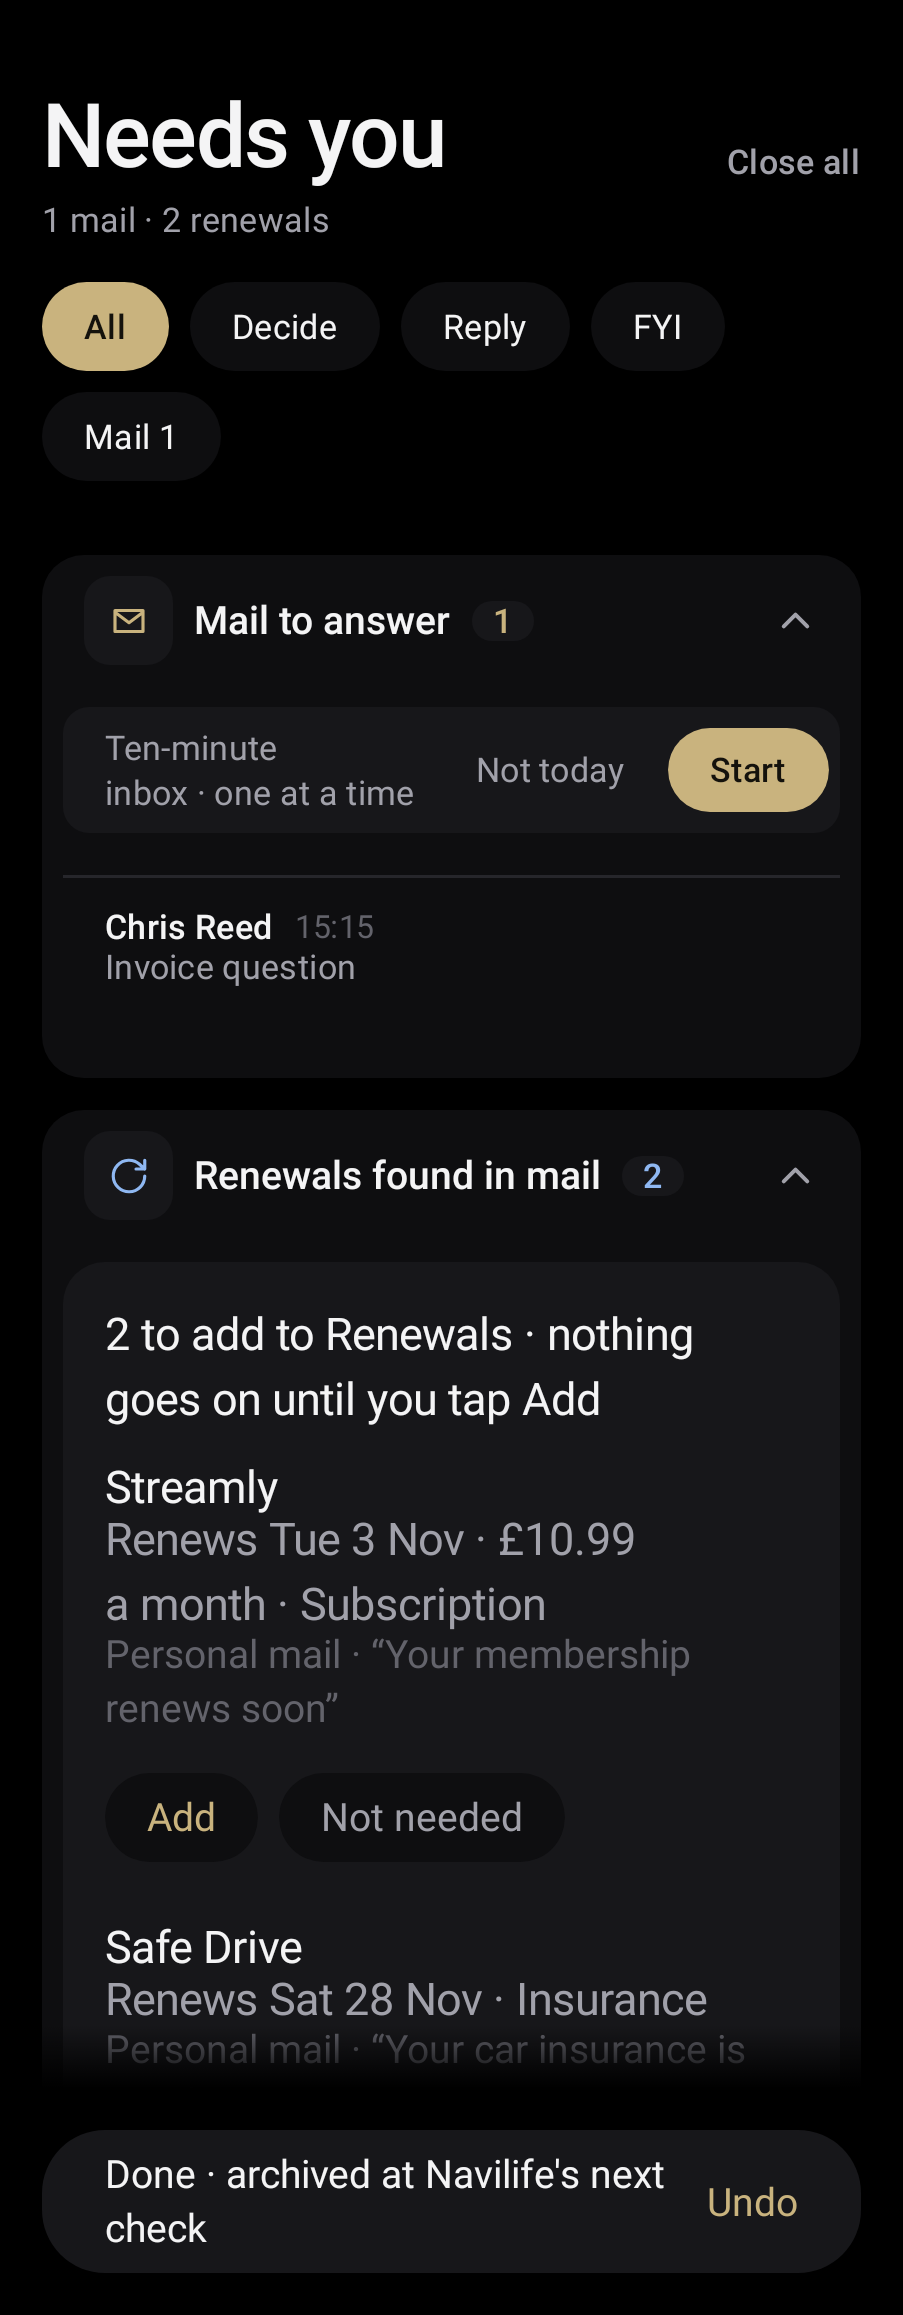 Needs you
Close all
1 mail · 2 renewals
All
Decide
Reply
FYI
Mail 1
Mail to answer
1
Ten-minute
inbox · one at a time
Not today
Start
Chris Reed
15:15
Invoice question
Renewals found in mail
2
2 to add to Renewals · nothing
goes on until you tap Add
Streamly
Renews Tue 3 Nov · £10.99
a month · Subscription
Personal mail · “Your membership
renews soon”
Add
Not needed
Safe Drive
Renews Sat 28 Nov · Insurance
Personal mail · “Your car insurance is
Done · archived at Navilife's next
check
Undo